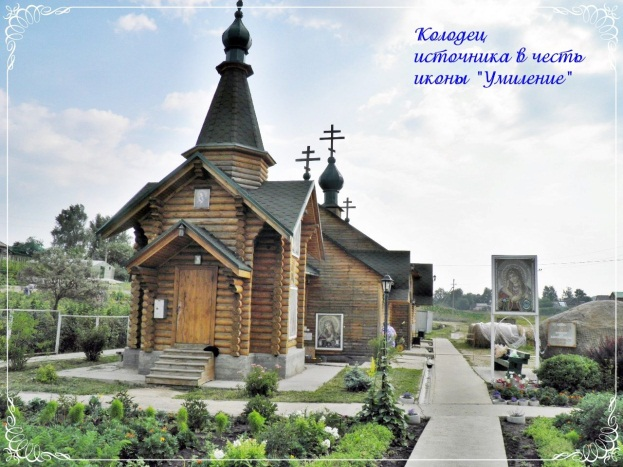 Колодец
источника в честь
иконы "Умиление"